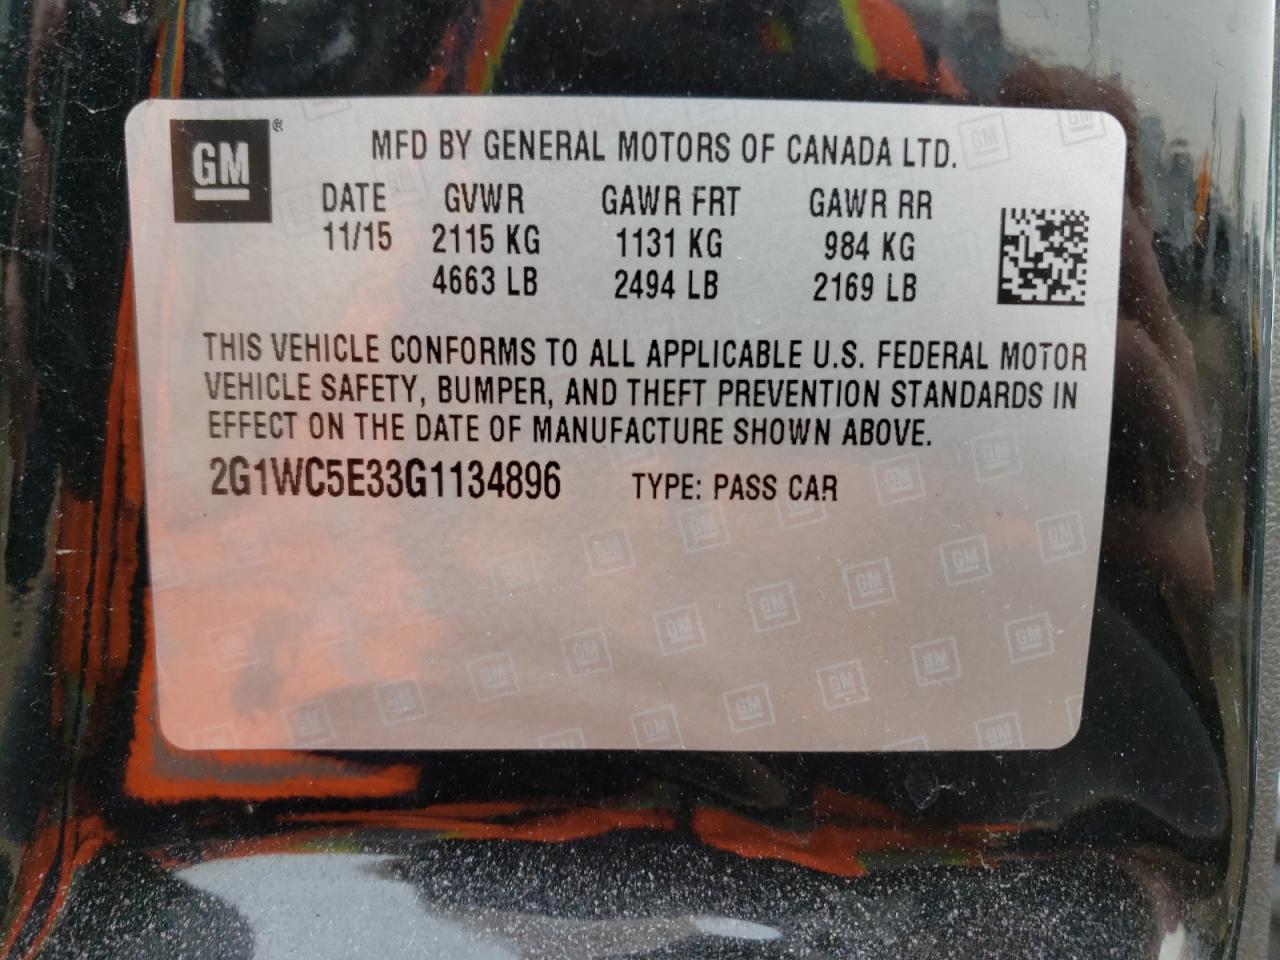 GM ®
MFD BY GENERAL MOTORS OF CANADA LTD.
DATE GVWR GAWR FRT GAWR RR
11/15 2115 KG 1131 KG 984 KG
4663 LB 2494 LB 2169 LB
THIS VEHICLE CONFORMS TO ALL APPLICABLE U.S. FEDERAL MOTOR
VEHICLE SAFETY, BUMPER, AND THEFT PREVENTION STANDARDS IN
EFFECT ON THE DATE OF MANUFACTURE SHOWN ABOVE.
2G1WC5E33G1134896 TYPE: PASS CAR